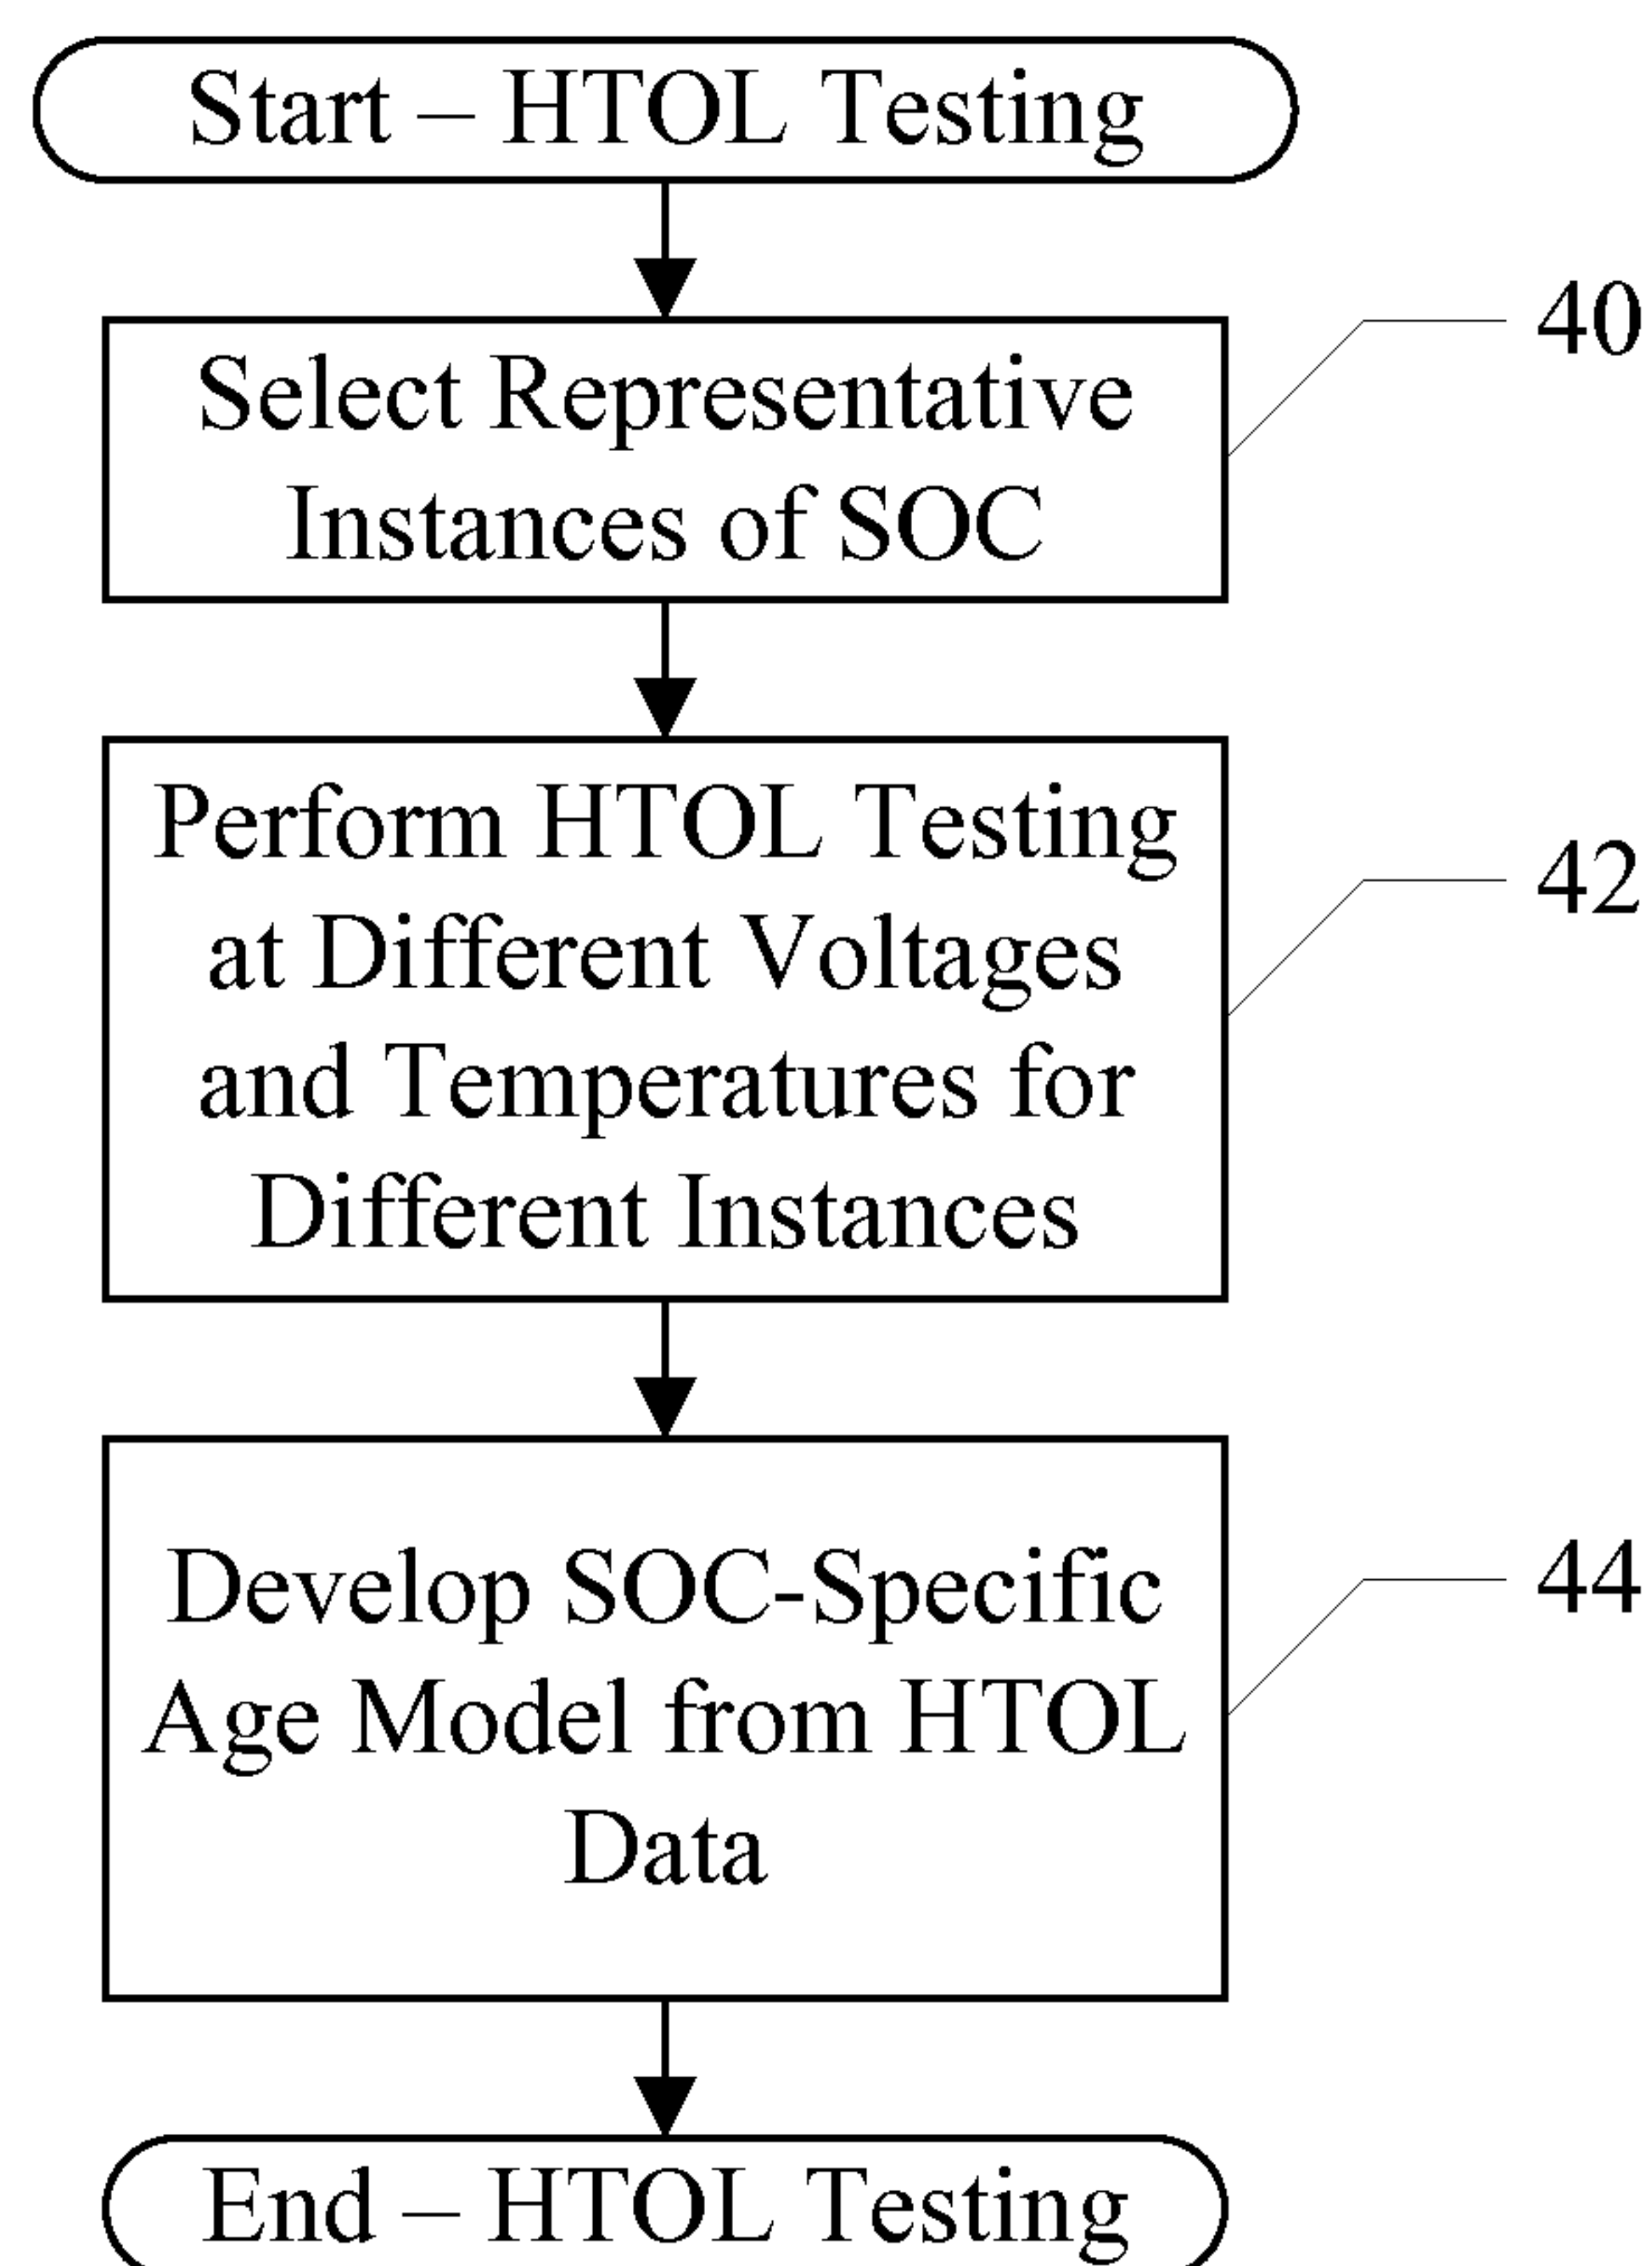 Start – HTOL Testing
40
Select Representative
Instances of SOC
42
Perform HTOL Testing
at Different Voltages
and Temperatures for
Different Instances
44
Develop SOC-Specific
Age Model from HTOL
Data
End – HTOL Testing